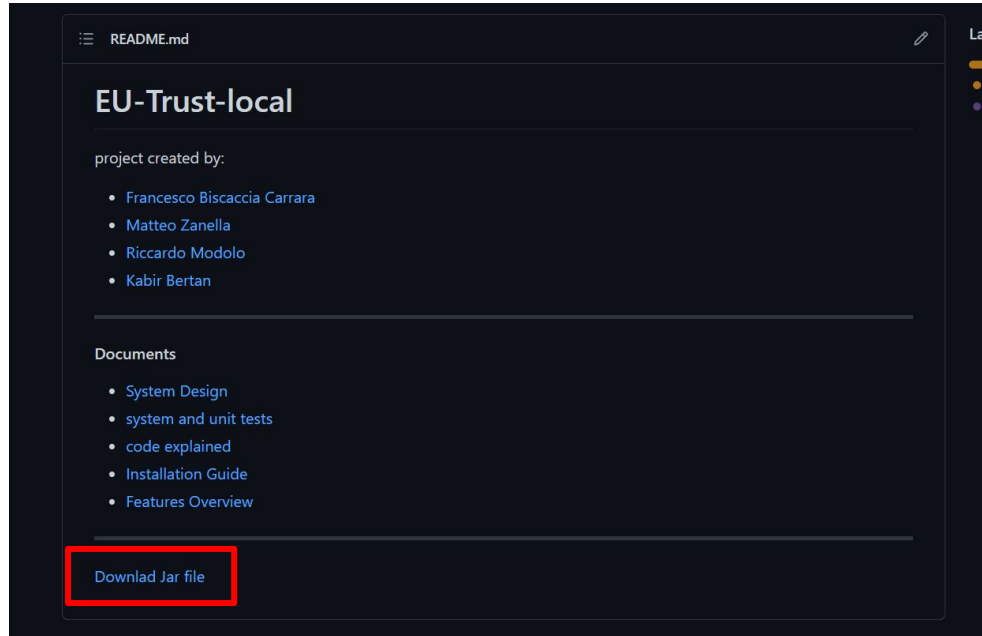 README.md
La
EU-Trust-local
project created by:
Francesco Biscaccia Carrara
Matteo Zanella
Riccardo Modolo
Kabir Bertan
Documents
System Design
system and unit tests
code explained
Installation Guide
Features Overview
Downlad Jar file